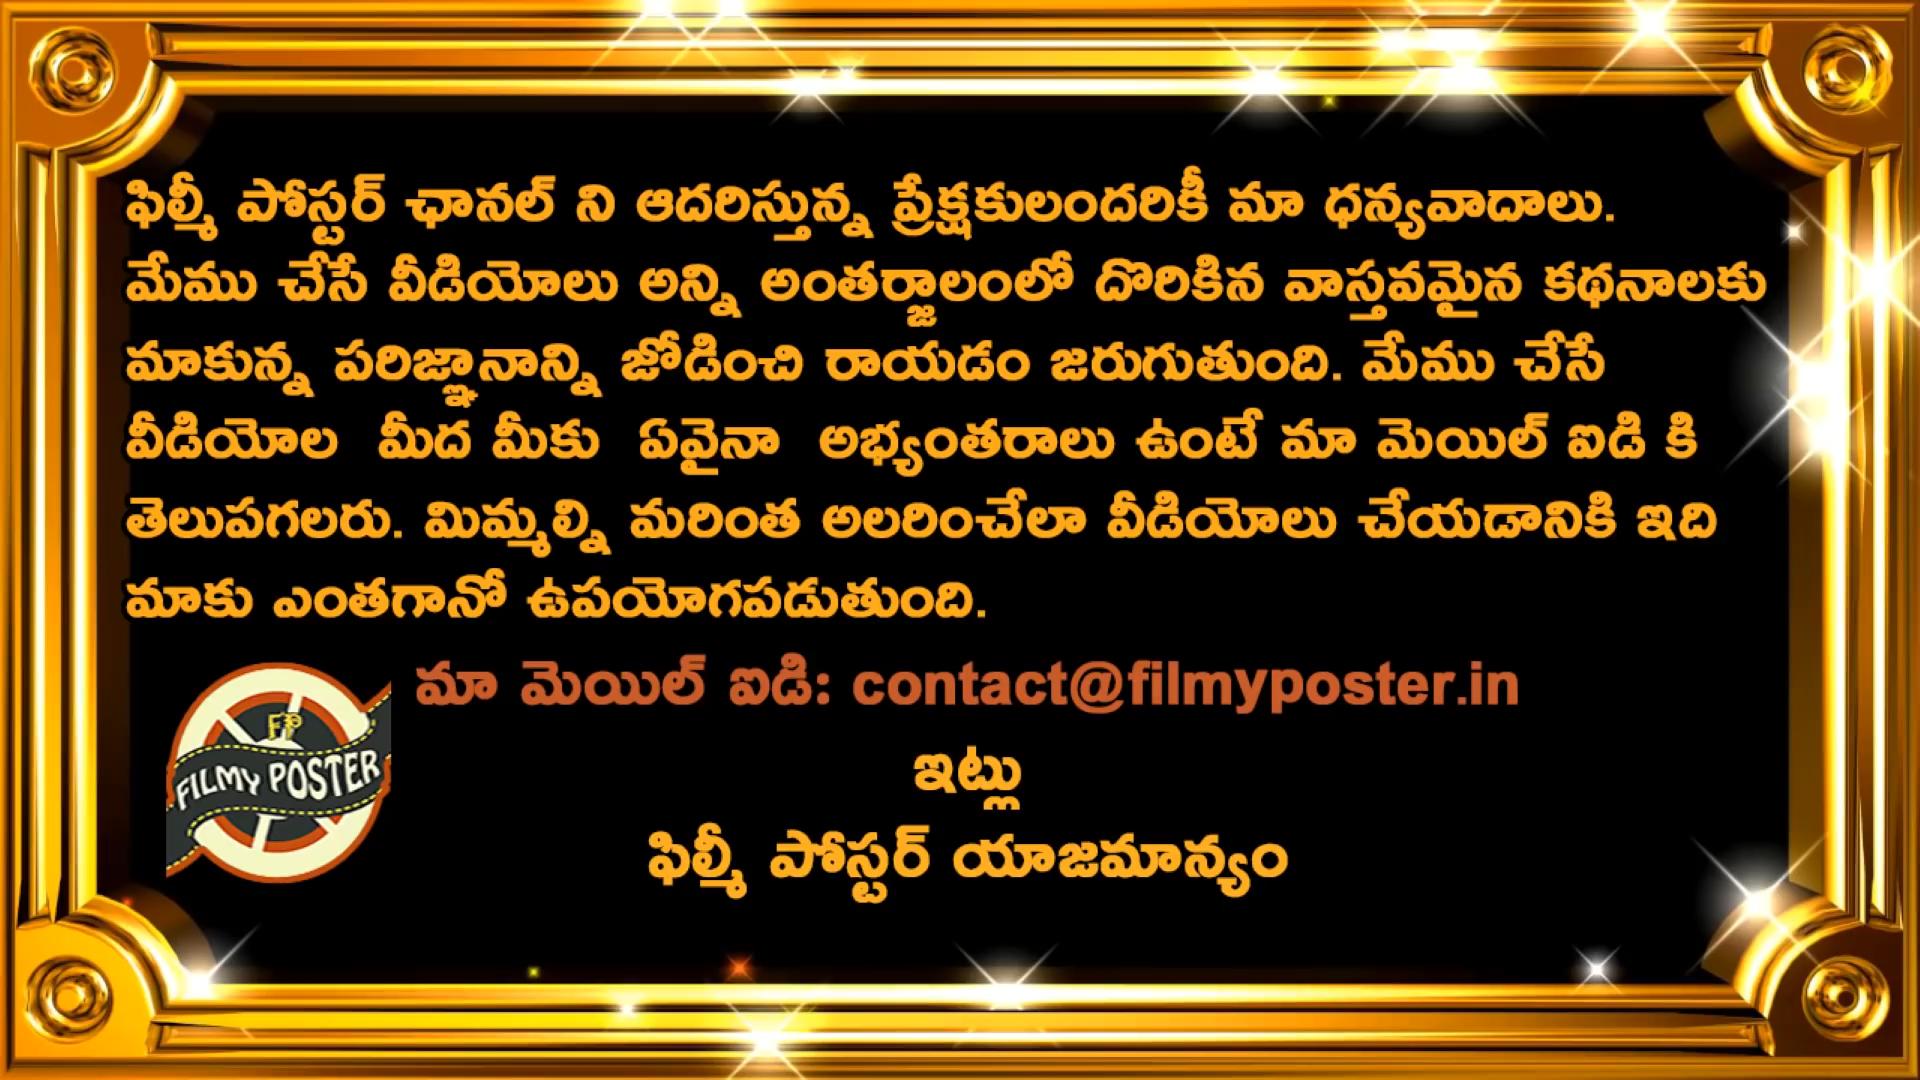 ఫిల్మీ పోస్టర్ ఛానల్ ని ఆదరిస్తున్న ప్రేక్షకులందరికీ మా ధన్యవాదాలు.
మేము చేసే వీడియోలు అన్ని అంతర్జాలంలో దొరికిన వాస్తవమైన కథనాలకు
మాకున్న పరిజ్ఞానాన్ని జోడించి రాయడం జరుగుతుంది. మేము చేసే
వీడియోల మీద మీకు ఏవైనా అభ్యంతరాలు ఉంటే మా మెయిల్ ఐడి కి
తెలుపగలరు. మిమ్మల్ని మరింత అలరించేలా వీడియోలు చేయడానికి ఇది
మాకు ఎంతగానో ఉపయోగపడుతుంది.
మా మెయిల్ ఐడి: contact@filmyposter.in
FP
FILMY POSTER
ఇట్లు
ఫిల్మీ పోస్టర్ యాజమాన్యం